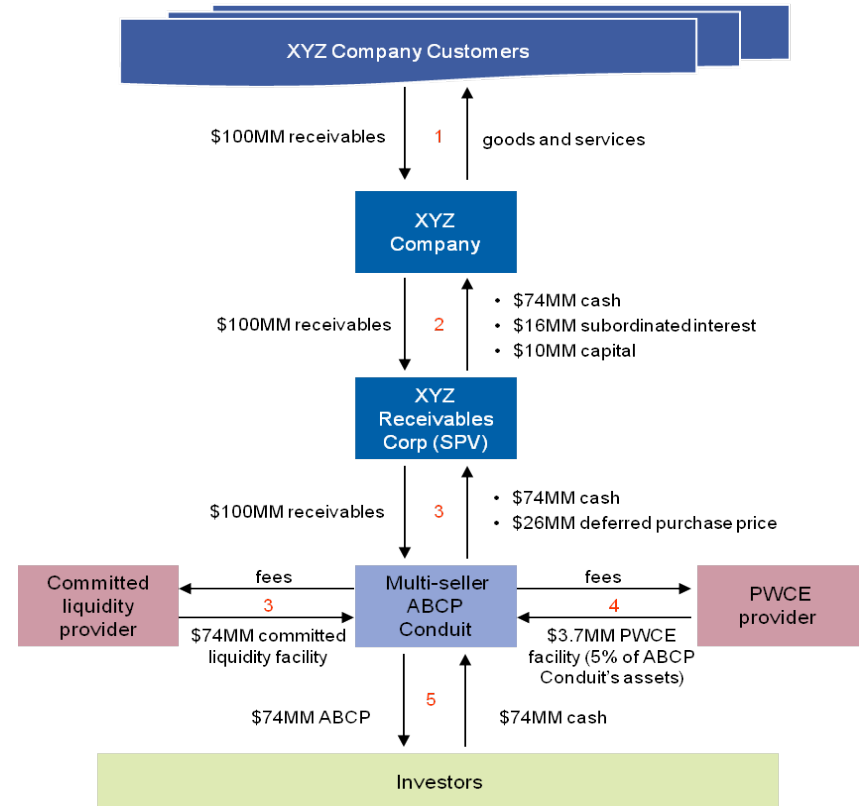 XYZ Company Customers
$100MM receivables
1
goods and services
XYZ
Company
$100MM receivables
2
• $74MM cash
• $16MM subordinated interest
• $10MM capital
XYZ
Receivables
Corp (SPV)
$100MM receivables
3
• $74MM cash
• $26MM deferred purchase price
Committed
liquidity
provider
fees
3
$74MM committed
liquidity facility
Multi-seller
ABCP
Conduit
fees
4
$3.7MM PWCE
facility (5% of ABCP
Conduit's assets)
PWCE
provider
$74MM ABCP
5
$74MM cash
Investors